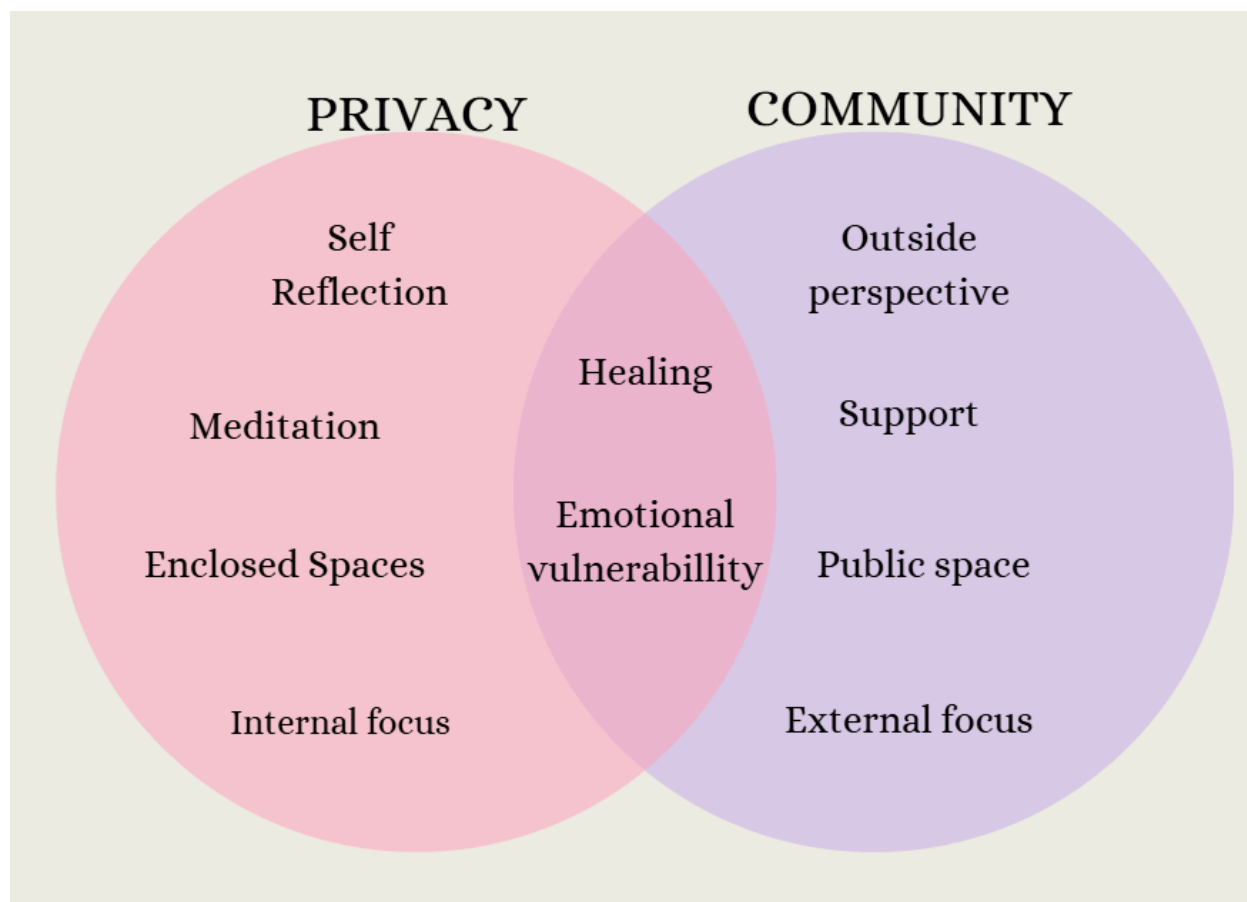 PRIVACY
COMMUNITY
Self
Reflection
Meditation
Enclosed Spaces
Internal focus
Healing
Emotional
vulnerabillity
Outside
perspective
Support
Public space
External focus